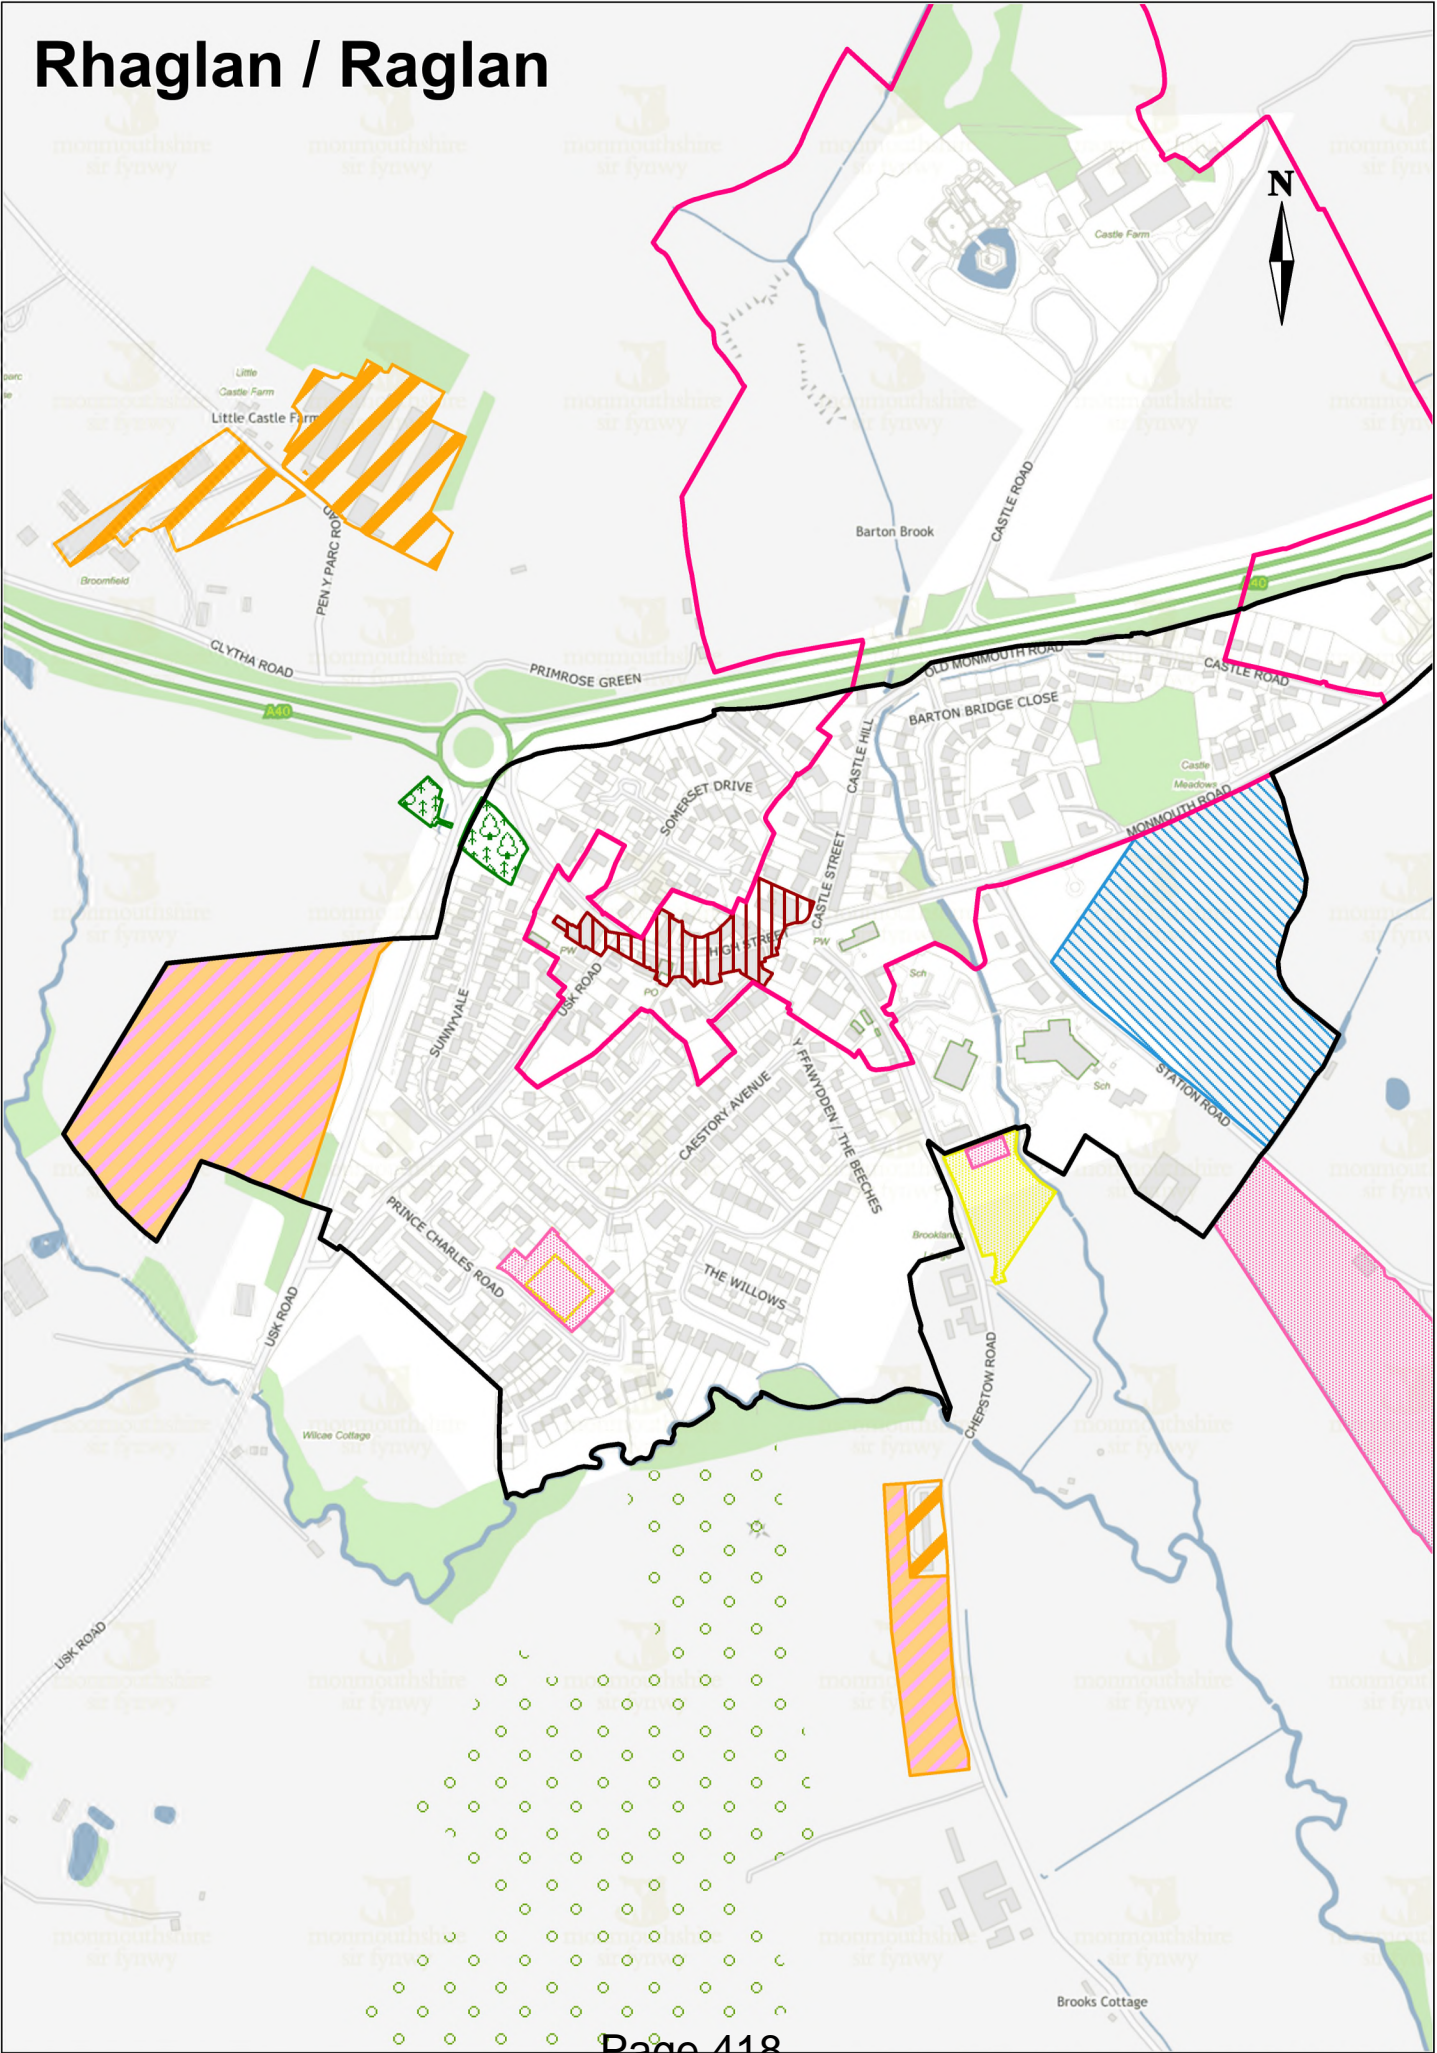 Rhaglan / Raglan
N
Castle Farm
Little
Castle Farm
Little Castle Farm
Broomfield
PEN Y PARC ROAD
CASTLE ROAD
Barton Brook
A40
CLYTHA ROAD
PRIMROSE GREEN
OLD MONMOUTH ROAD
CASTLE ROAD
A40
BARTON BRIDGE CLOSE
CASTLE HILL
Castle
Meadows
SOMERSET DRIVE
MONMOUTH ROAD
CASTLE STREET
HIGH STREET
PW
PW
PO
USK ROAD
Sch
SUNNYVALE
Y FFAWYDDEN / THE BEECHES
CAESTORY AVENUE
STATION ROAD
Sch
PRINCE CHARLES ROAD
THE WILLOWS
USK ROAD
CHEPSTOW ROAD
Wilcae Cottage
USK ROAD
Brooks Cottage
Page 418
monmouthshire
sir fynwy